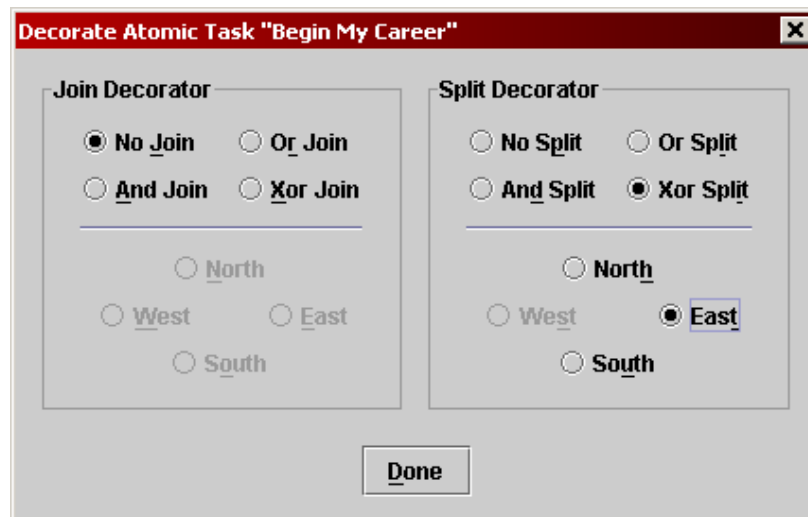 Decorate Atomic Task "Begin My Career"
Join Decorator
No Join
Or Join
And Join
Xor Join
North
West
East
South
Split Decorator
No Split
Or Split
And Split
Xor Split
North
West
East
South
Done